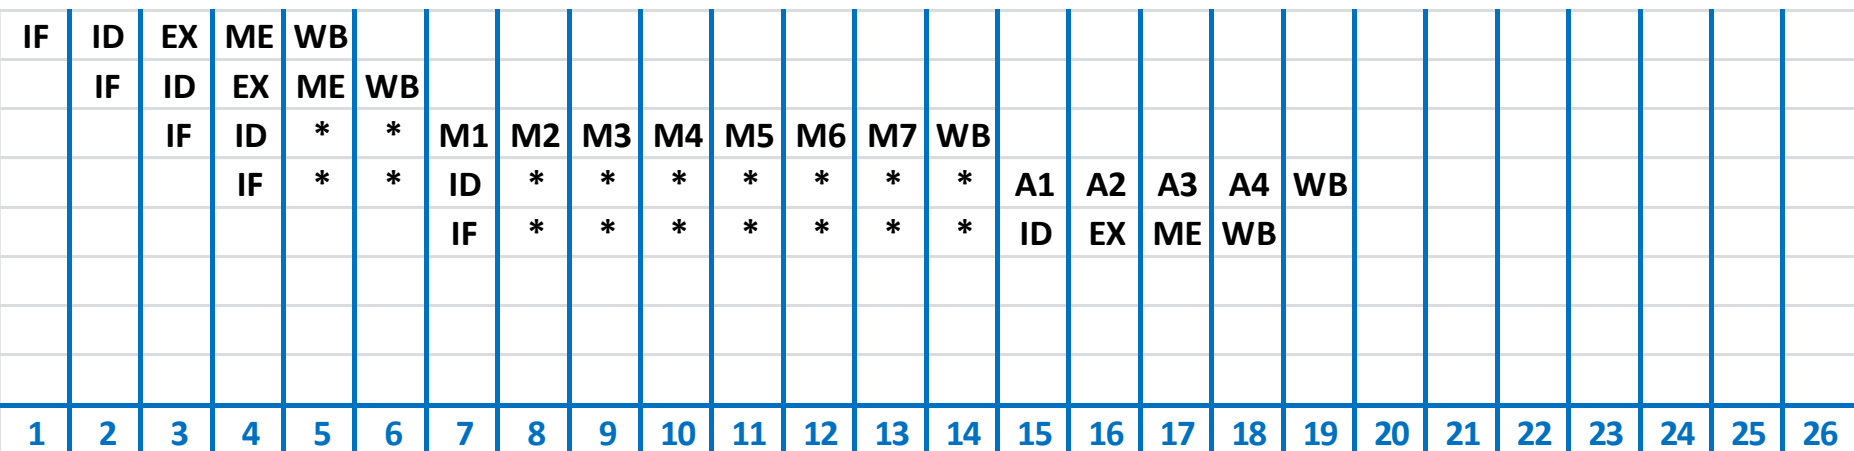 IF ID EX ME WB
IF ID EX ME WB
IF ID * * M1 M2 M3 M4 M5 M6 M7 WB
IF * * ID * * * * * * * A1 A2 A3 A4 WB
IF * * * * * * * ID EX ME WB
1 2 3 4 5 6 7 8 9 10 11 12 13 14 15 16 17 18 19 20 21 22 23 24 25 26